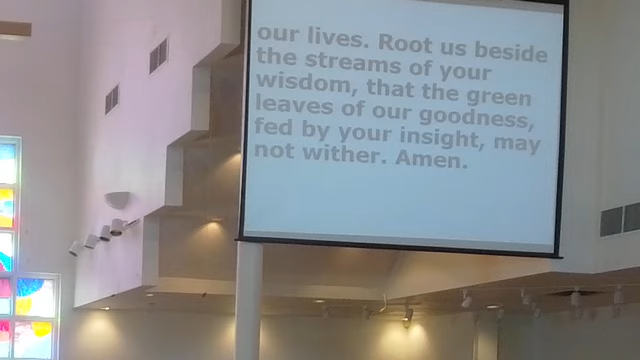 our lives. Root us beside
the streams of your
wisdom, that the green
leaves of our goodness,
fed by your insight, may
not wither. Amen.